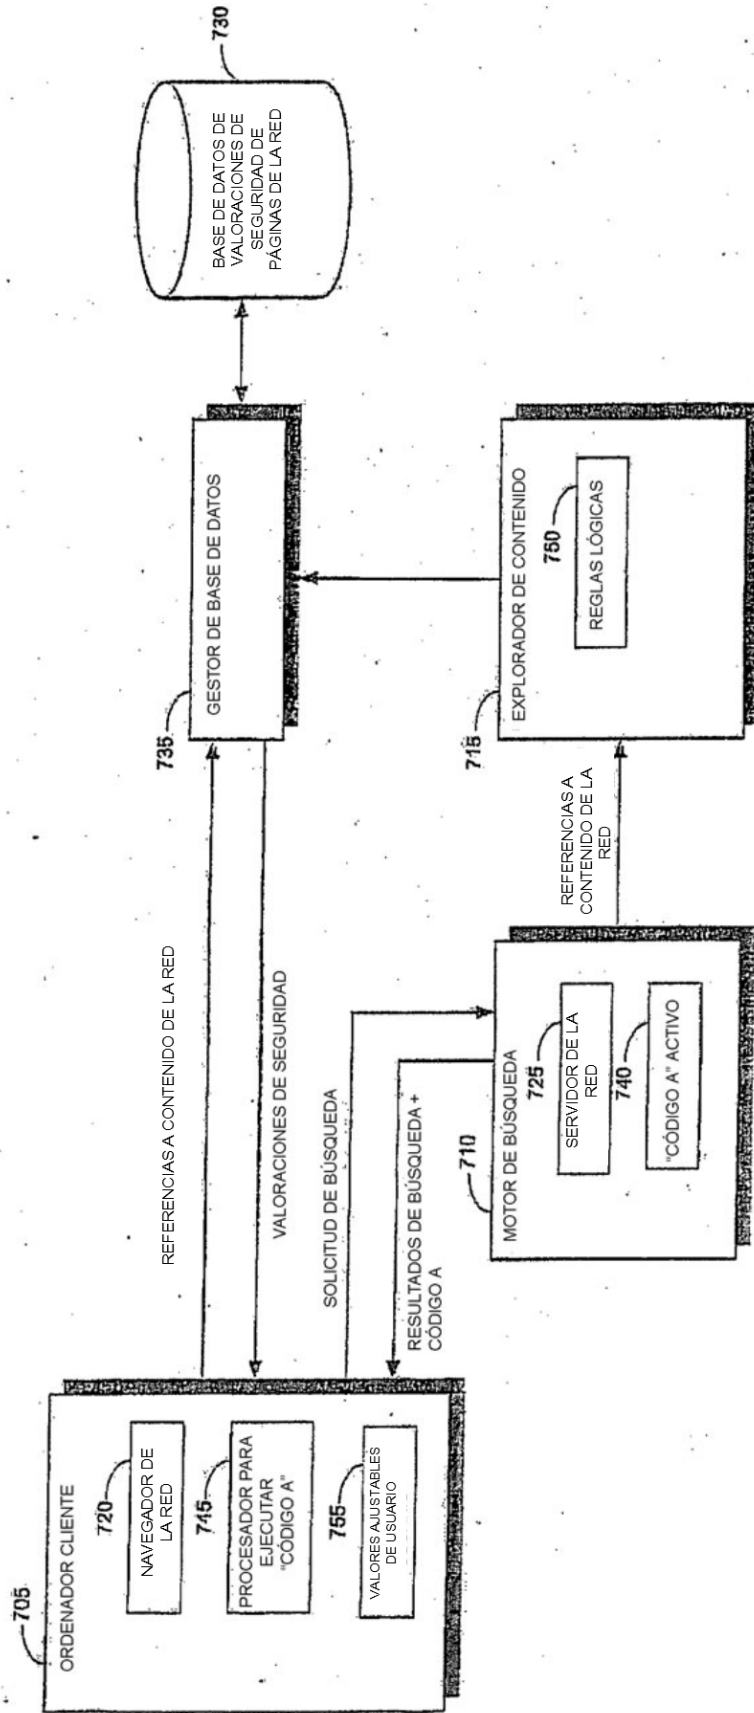 705
ORDENADOR CLIENTE
720
NAVEGADOR DE
LA RED
745
PROCESADOR PARA
EJECUTAR
"CÓDIGO A"
755
VALORES AJUSTABLES
DE USUARIO
REFERENCIAS A CONTENIDO DE LA RED
VALORACIONES DE SEGURIDAD
SOLICITUD DE BÚSQUEDA
RESULTADOS DE BÚSQUEDA +
CÓDIGO A
735
GESTOR DE BASE DE DATOS
730
BASE DE DATOS DE
VALORACIONES DE
SEGURIDAD DE
PÁGINAS DE LA RED
710
MOTOR DE BÚSQUEDA
725
SERVIDOR DE LA
RED
740
"CÓDIGO A" ACTIVO
REFERENCIAS A
CONTENIDO DE LA
RED
715
EXPLORADOR DE CONTENIDO
750
REGLAS LÓGICAS